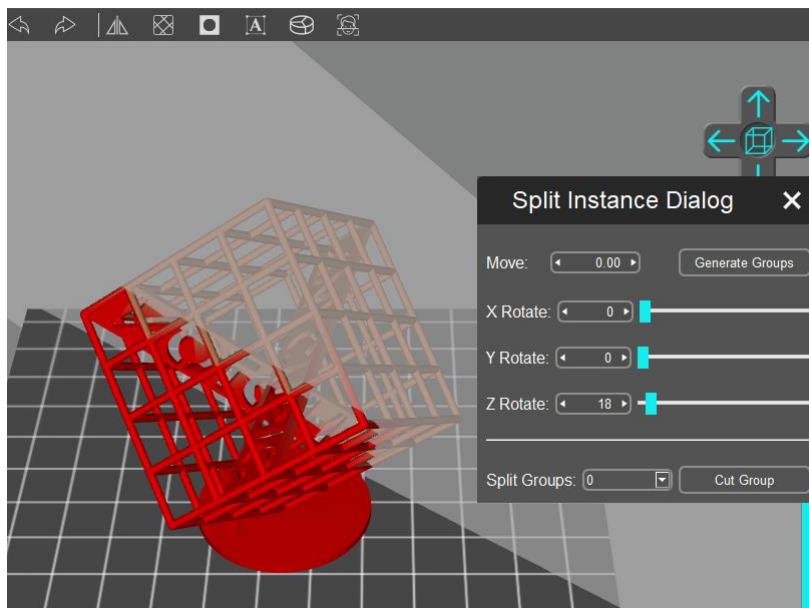 A
Split Instance Dialog
Move: 0.00 Generate Groups
X Rotate: 0
Y Rotate: 0
Z Rotate: 18
Split Groups: 0 Cut Group